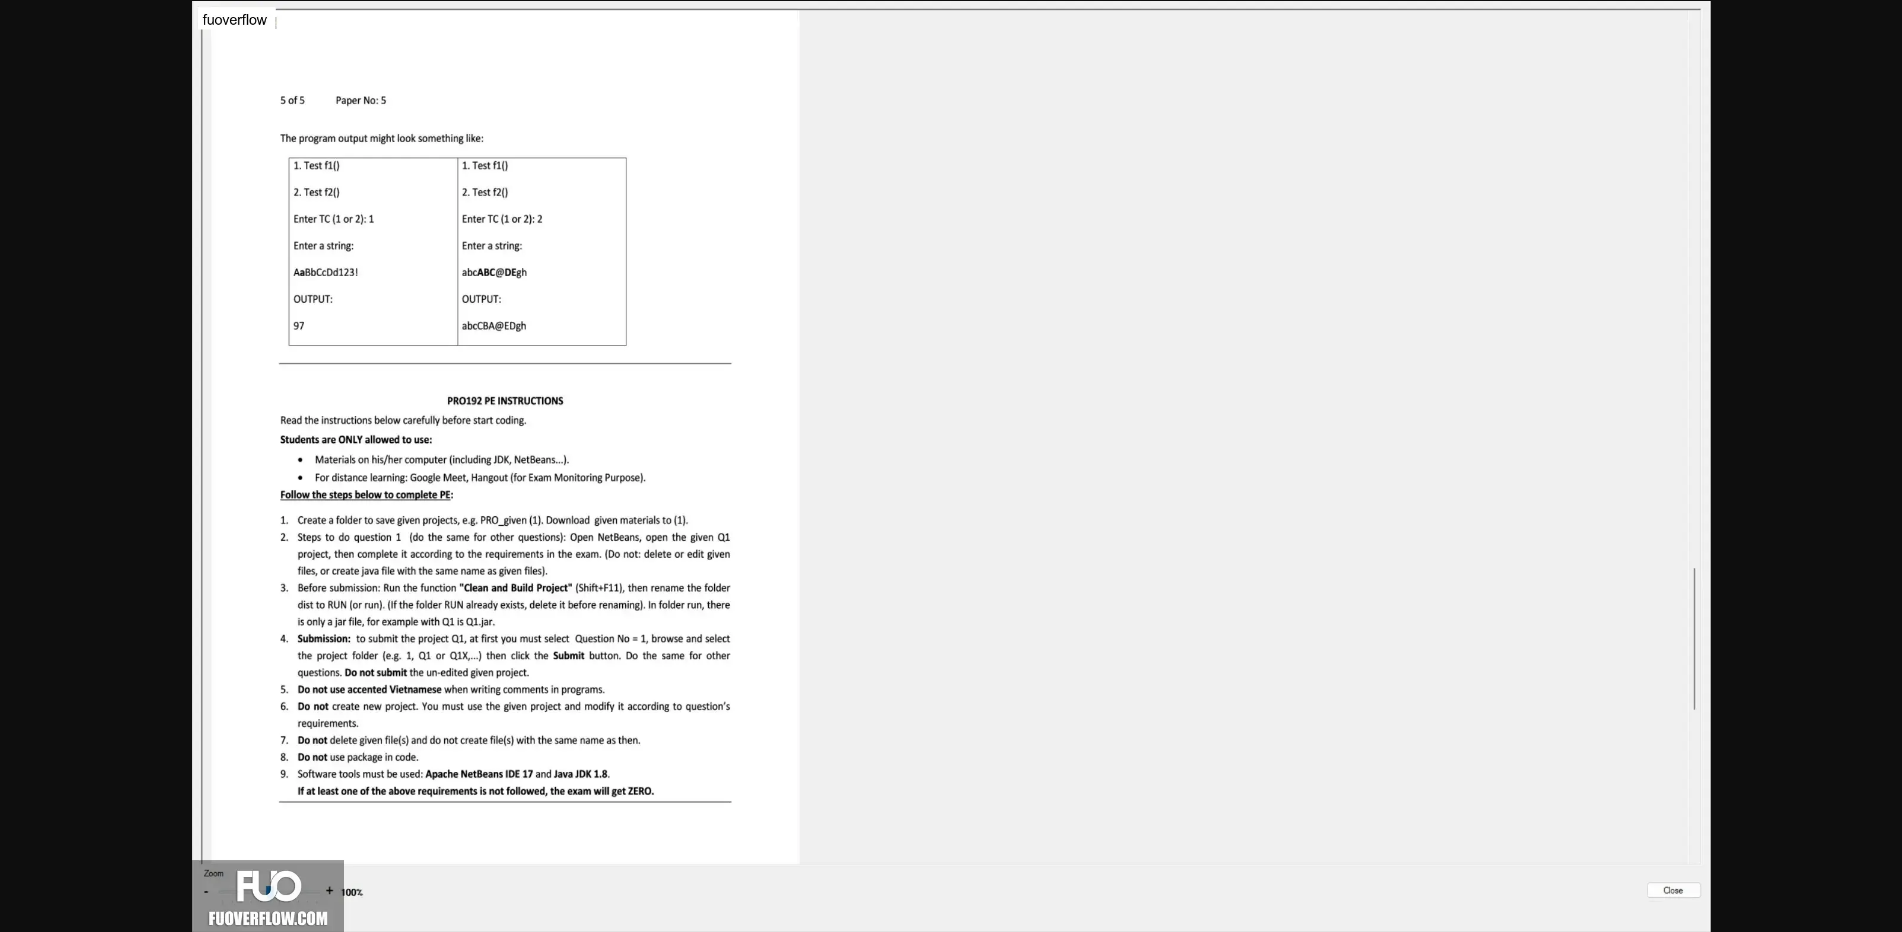 fuoverflow
5 of 5 Paper No: 5
The program output might look something like:
1. Test f1()
2. Test f2()
Enter TC (1 or 2): 1
Enter a string:
AaBbCcDd123!
OUTPUT:
97
1. Test f1()
2. Test f2()
Enter TC (1 or 2): 2
Enter a string:
abcABC@DEgh
OUTPUT:
abcCBA@EDgh
PRO192 PE INSTRUCTIONS
Read the instructions below carefully before start coding.
Students are ONLY allowed to use:
• Materials on his/her computer (including JDK, NetBeans...).
• For distance learning: Google Meet, Hangout (for Exam Monitoring Purpose).
Follow the steps below to complete PE:
1. Create a folder to save given projects, e.g. PRO_given (1). Download given materials to (1).
2. Steps to do question 1 (do the same for other questions): Open NetBeans, open the given Q1
project, then complete it according to the requirements in the exam. (Do not: delete or edit given
files, or create java file with the same name as given files).
3. Before submission: Run the function "Clean and Build Project" (Shift+F11), then rename the folder
dist to RUN (or run). (If the folder RUN already exists, delete it before renaming). In folder run, there
is only a jar file, for example with Q1 is Q1.jar.
4. Submission: to submit the project Q1, at first you must select Question No = 1, browse and select
the project folder (e.g. 1, Q1 or Q1X,...) then click the Submit button. Do the same for other
questions. Do not submit the un-edited given project.
5. Do not use accented Vietnamese when writing comments in programs.
6. Do not create new project. You must use the given project and modify it according to question's
requirements.
7. Do not delete given file(s) and do not create file(s) with the same name as then.
8. Do not use package in code.
9. Software tools must be used: Apache NetBeans IDE 17 and Java JDK 1.8.
If at least one of the above requirements is not followed, the exam will get ZERO.
Zoom
- + 100%
Close
FUO
FUOVERFLOW.COM